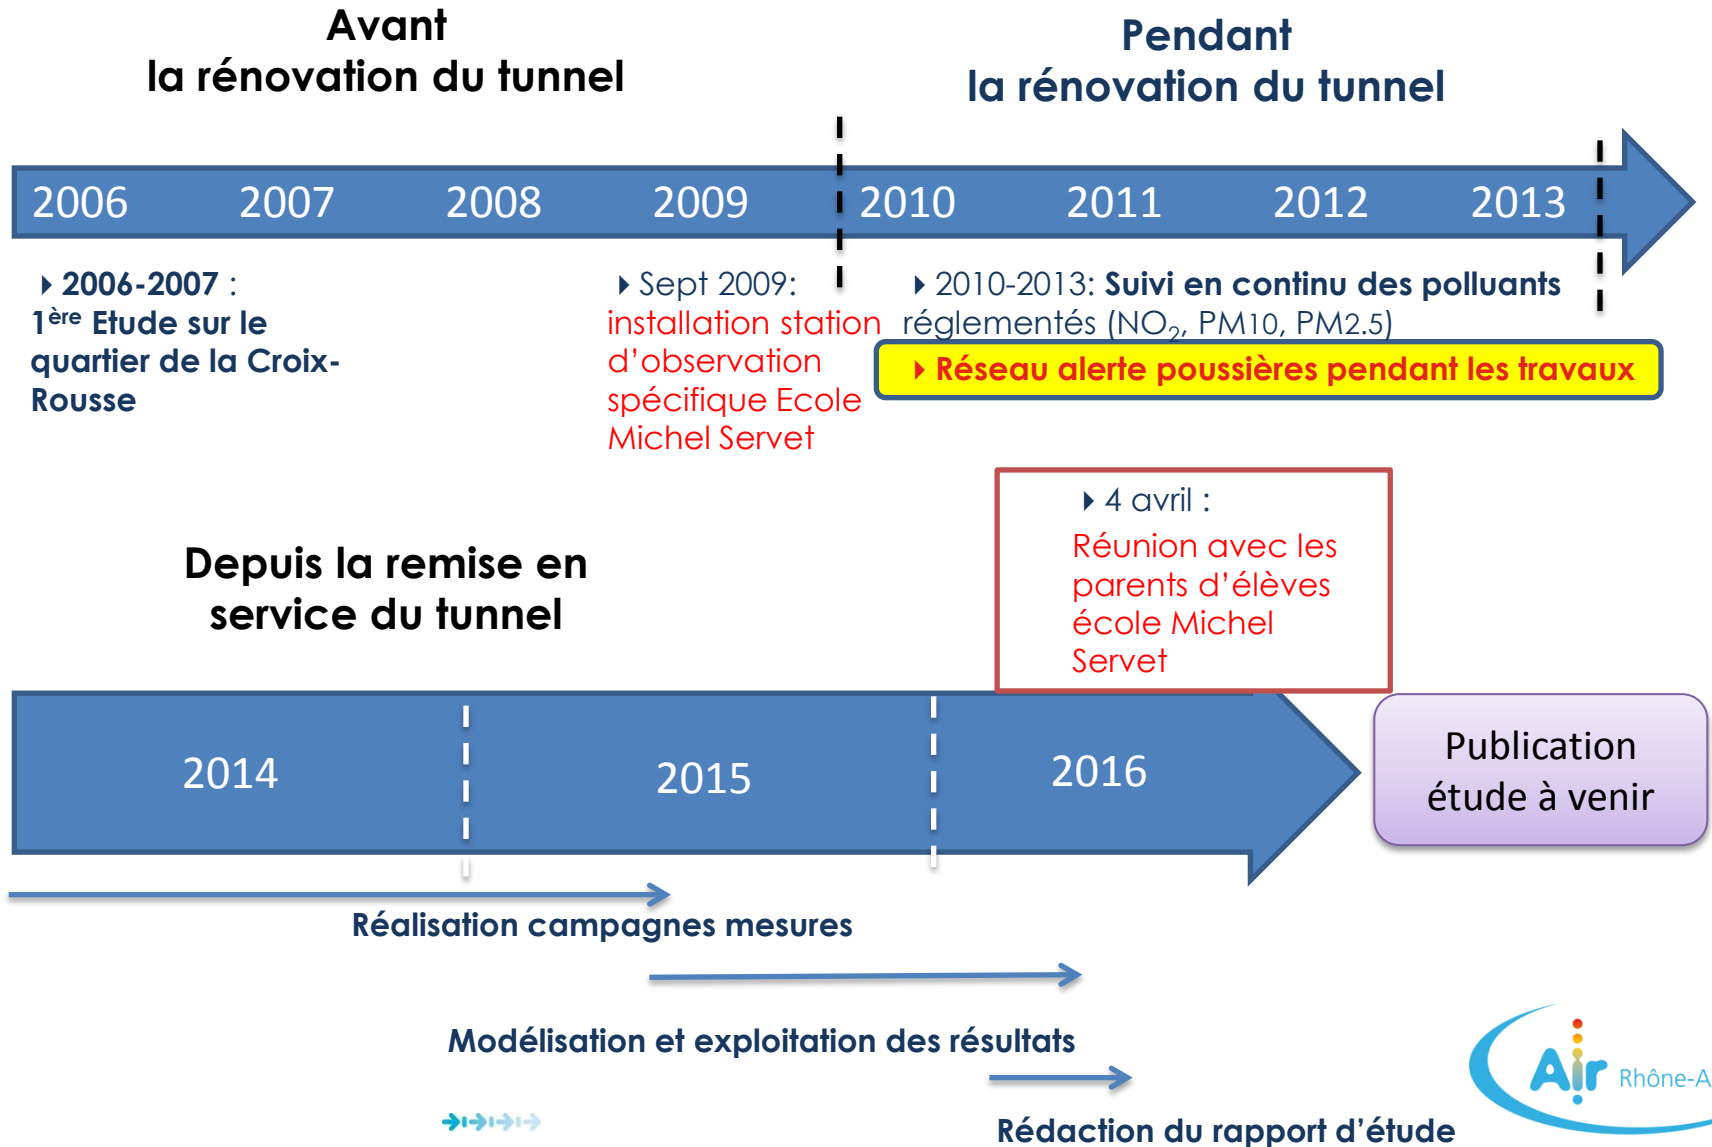 Avant
la rénovation du tunnel
Pendant
la rénovation du tunnel
2006 2007 2008 2009 2010 2011 2012 2013
▸ 2006-2007 :
1ère Etude sur le
quartier de la Croix-
Rousse
▸ Sept 2009:
installation station
d’observation
spécifique Ecole
Michel Servet
▸ 2010-2013: Suivi en continu des polluants
réglementés (NO₂, PM10, PM2.5)
▸ Réseau alerte poussières pendant les travaux
▸ 4 avril :
Réunion avec les
parents d’élèves
école Michel
Servet
Depuis la remise en
service du tunnel
2014 2015 2016
Publication
étude à venir
Réalisation campagnes mesures
Modélisation et exploitation des résultats
Rédaction du rapport d’étude
Air Rhône-A